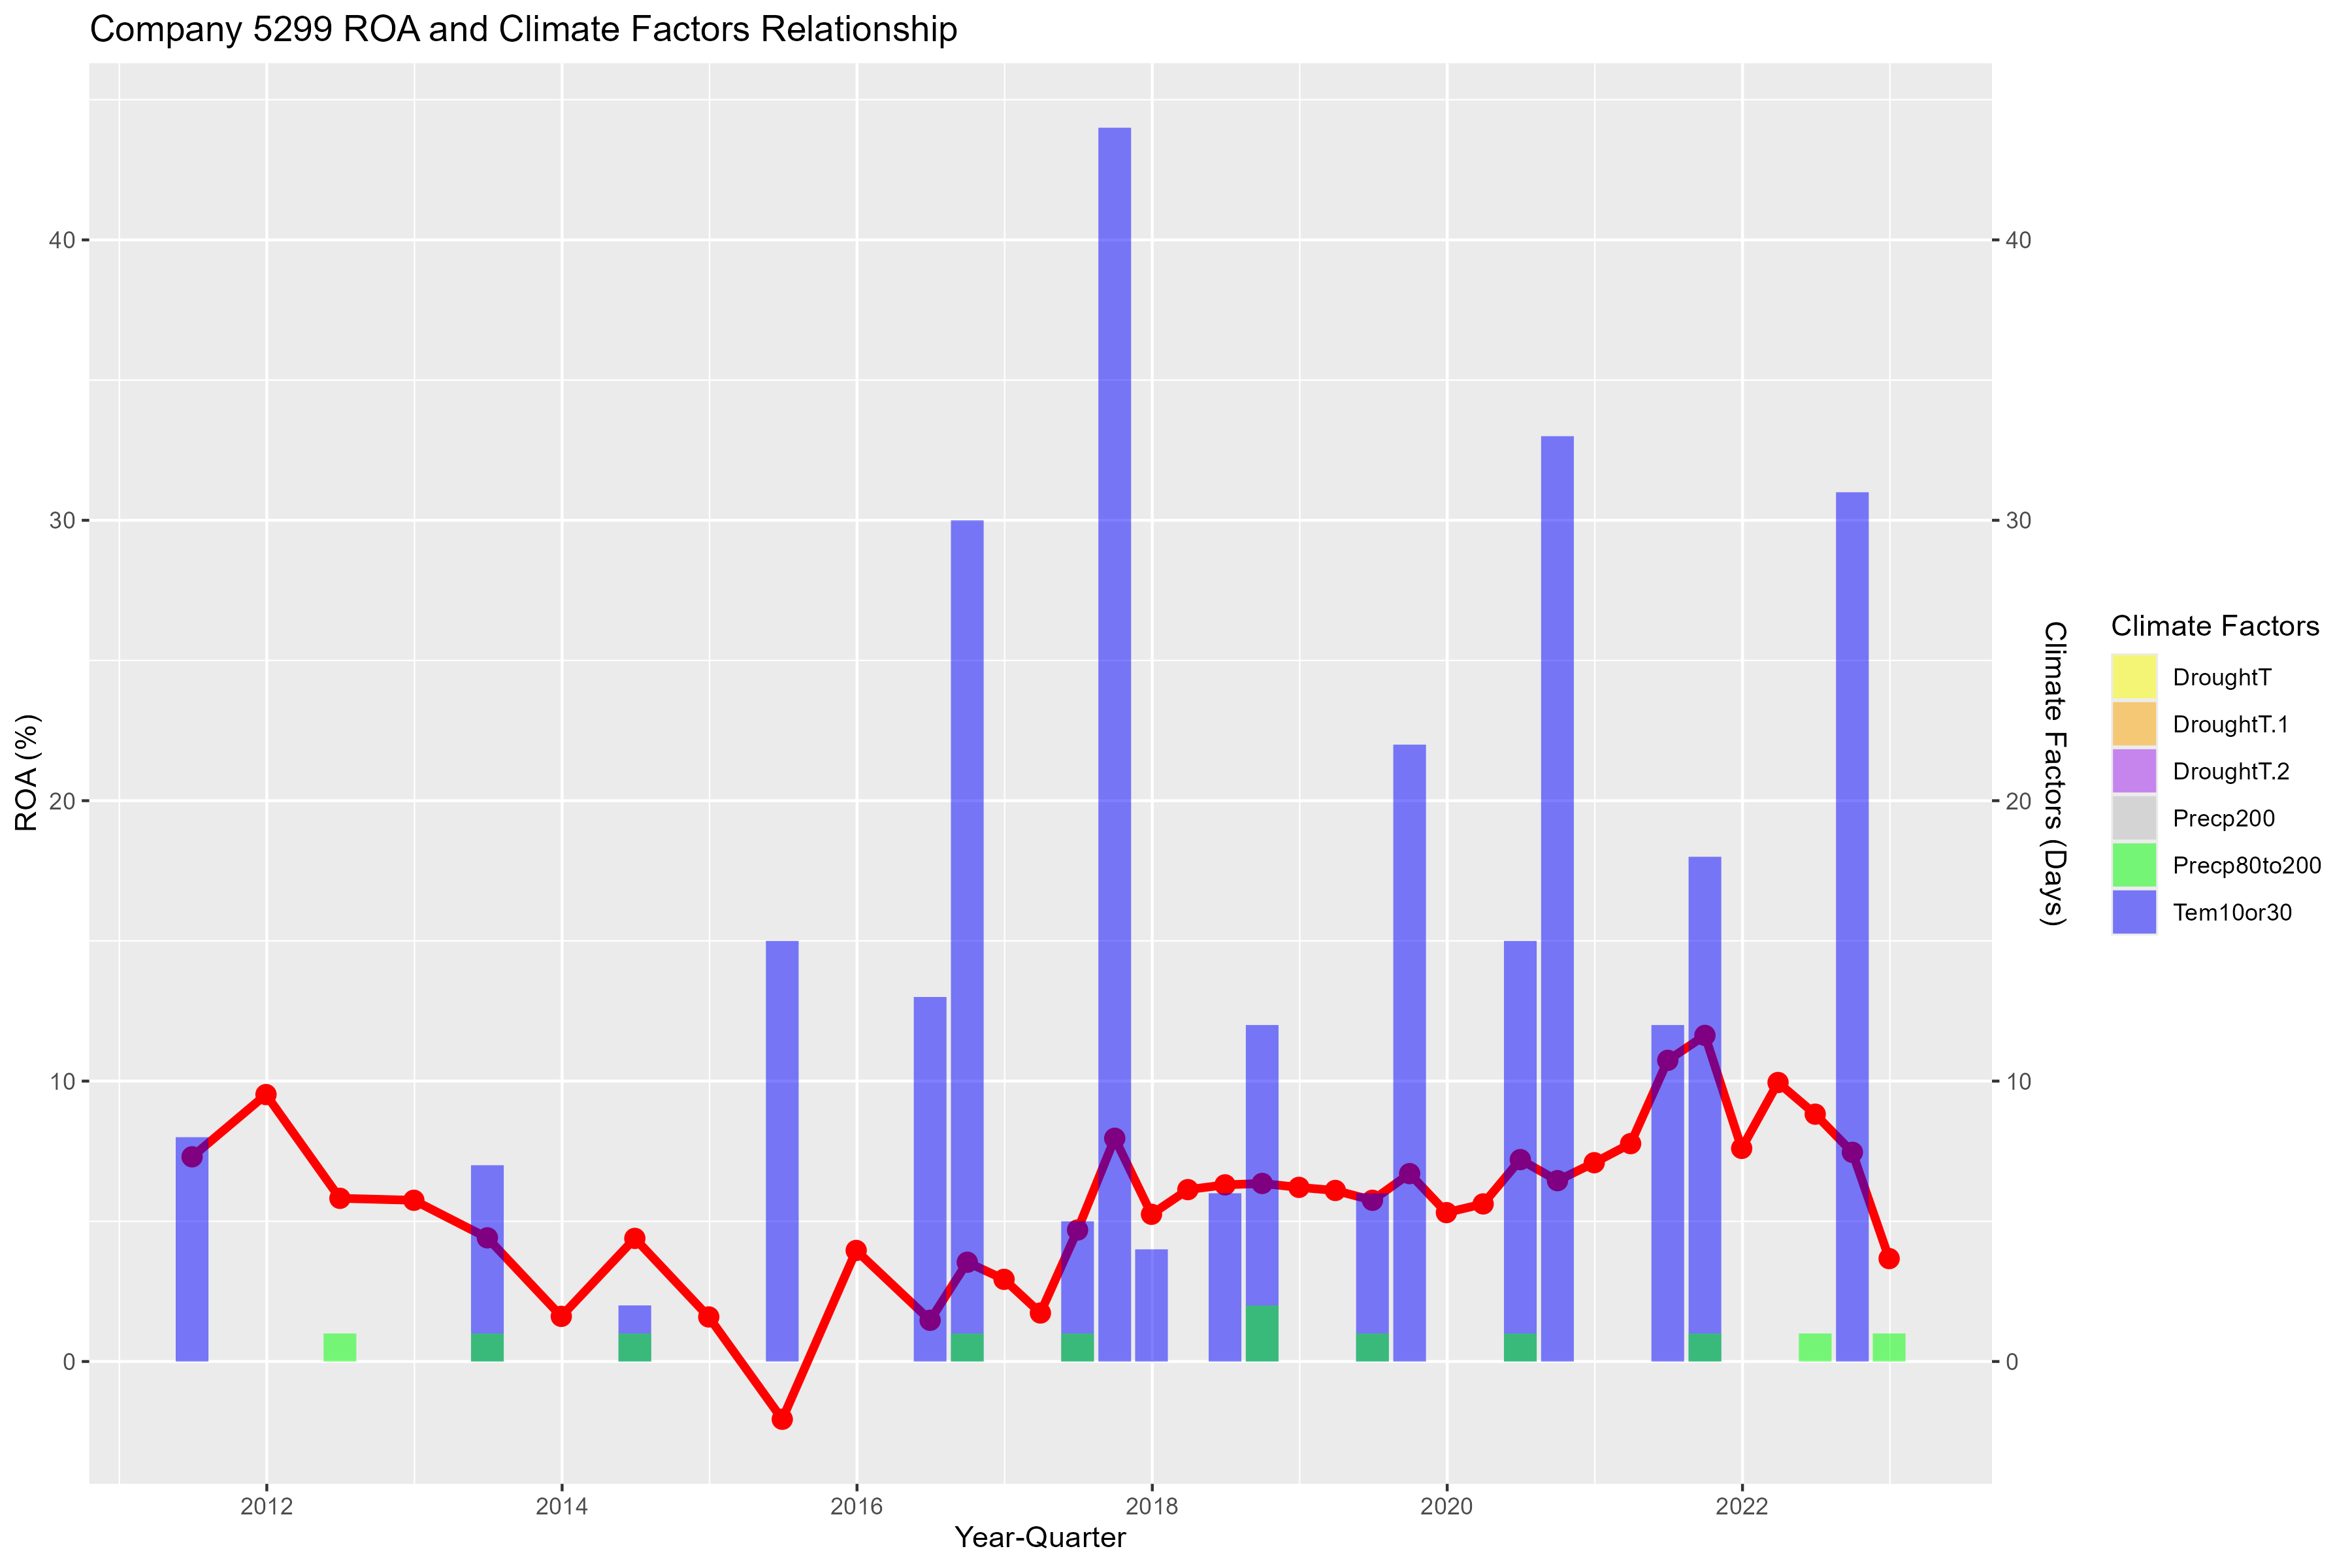 Company 5299 ROA and Climate Factors Relationship
40
30
20
10
0
ROA (%)
40
30
20
10
0
Climate Factors (Days)
2012
2014
2016
2018
2020
2022
Year-Quarter
Climate Factors
DroughtT
DroughtT.1
DroughtT.2
Precp200
Precp80to200
Tem10or30